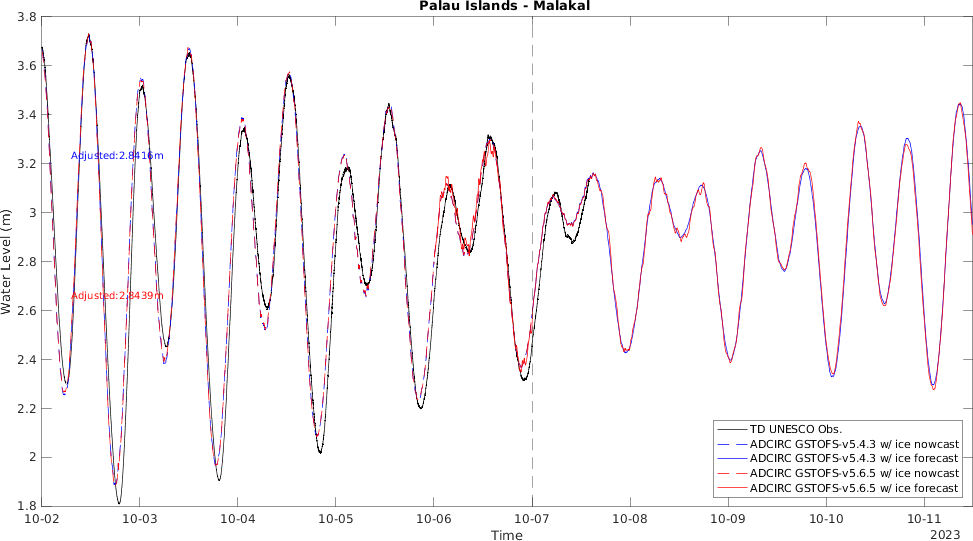 Palau Islands - Malakal
3.8
3.6
3.4
3.2
3
2.8
2.6
2.4
2.2
2
1.8
Water Level (m)
Adjusted:2.8416m
Adjusted:2.8439m
TD UNESCO Obs.
ADCIRC GSTOFS-v5.4.3 w/ ice nowcast
ADCIRC GSTOFS-v5.4.3 w/ ice forecast
ADCIRC GSTOFS-v5.6.5 w/ ice nowcast
ADCIRC GSTOFS-v5.6.5 w/ ice forecast
10-02 10-03 10-04 10-05 10-06 10-07 10-08 10-09 10-10 10-11
Time
2023